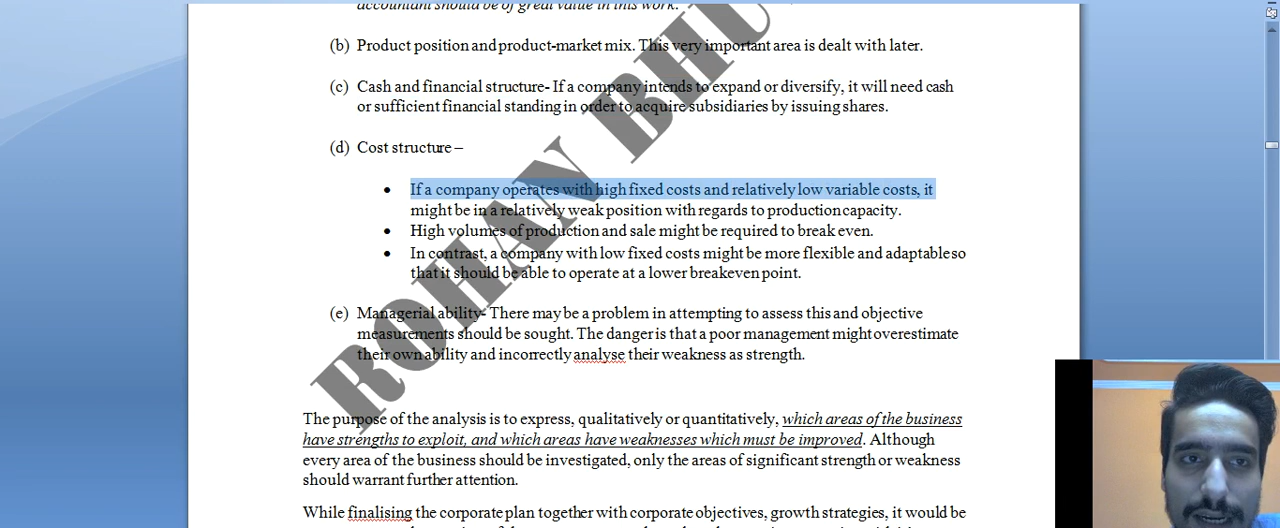 accountant should be of great value in this work.
(b) Product position and product-market mix. This very important area is dealt with later.
(c) Cash and financial structure- If a company intends to expand or diversify, it will need cash
or sufficient financial standing in order to acquire subsidiaries by issuing shares.
(d) Cost structure –
• If a company operates with high fixed costs and relatively low variable costs, it
might be in a relatively weak position with regards to production capacity.
• High volumes of production and sale might be required to break even.
• In contrast, a company with low fixed costs might be more flexible and adaptable so
that it should be able to operate at a lower breakeven point.
(e) Managerial ability- There may be a problem in attempting to assess this and objective
measurements should be sought. The danger is that a poor management might overestimate
their own ability and incorrectly analyse their weakness as strength.
The purpose of the analysis is to express, qualitatively or quantitatively, which areas of the business
have strengths to exploit, and which areas have weaknesses which must be improved. Although
every area of the business should be investigated, only the areas of significant strength or weakness
should warrant further attention.
While finalising the corporate plan together with corporate objectives, growth strategies, it would be
ROHAN BHU